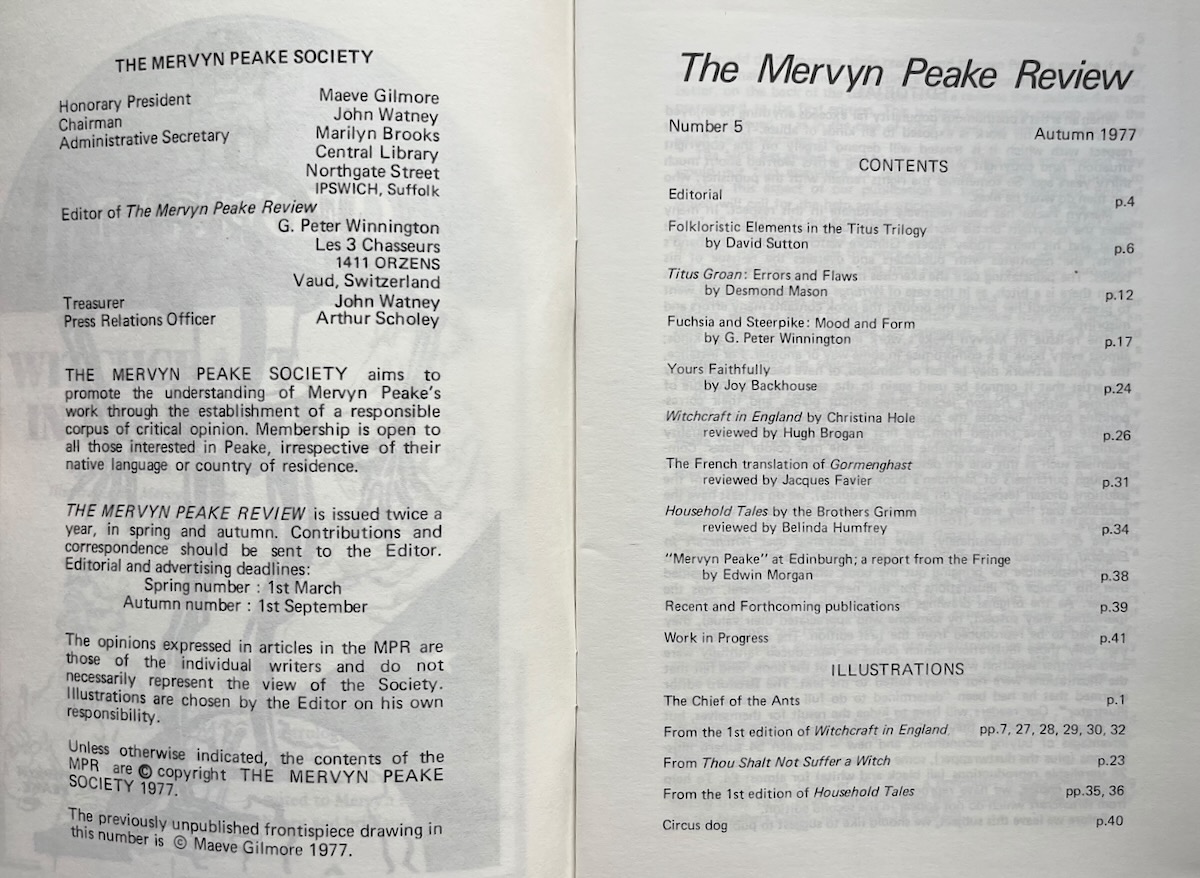 THE MERVYN PEAKE SOCIETY
Honorary President Maeve Gilmore
Chairman John Watney
Administrative Secretary Marilyn Brooks
Central Library
Northgate Street
IPSWICH, Suffolk
Editor of The Mervyn Peake Review
G. Peter Winnington
Les 3 Chasseurs
1411 ORZENS
Vaud, Switzerland
Treasurer John Watney
Press Relations Officer Arthur Scholey
THE MERVYN PEAKE SOCIETY aims to
promote the understanding of Mervyn Peake's
work through the establishment of a responsible
corpus of critical opinion. Membership is open to
all those interested in Peake, irrespective of their
native language or country of residence.
THE MERVYN PEAKE REVIEW is issued twice a
year, in spring and autumn. Contributions and
correspondence should be sent to the Editor.
Editorial and advertising deadlines:
Spring number : 1st March
Autumn number : 1st September
The opinions expressed in articles in the MPR are
those of the individual writers and do not
necessarily represent the view of the Society.
Illustrations are chosen by the Editor on his own
responsibility.
Unless otherwise indicated, the contents of the
MPR are © copyright THE MERVYN PEAKE
SOCIETY 1977.
The previously unpublished frontispiece drawing in
this number is © Maeve Gilmore 1977.
The Mervyn Peake Review
Number 5 Autumn 1977
CONTENTS
Editorial p.4
Folkloristic Elements in the Titus Trilogy
by David Sutton p.6
Titus Groan: Errors and Flaws
by Desmond Mason p.12
Fuchsia and Steerpike: Mood and Form
by G. Peter Winnington p.17
Yours Faithfully
by Joy Backhouse p.24
Witchcraft in England by Christina Hole
reviewed by Hugh Brogan p.26
The French translation of Gormenghast
reviewed by Jacques Favier p.31
Household Tales by the Brothers Grimm
reviewed by Belinda Humfrey p.34
"Mervyn Peake" at Edinburgh; a report from the Fringe
by Edwin Morgan p.38
Recent and Forthcoming publications p.39
Work in Progress p.41
ILLUSTRATIONS
The Chief of the Ants p.1
From the 1st edition of Witchcraft in England pp.7, 27, 28, 29, 30, 32
From Thou Shalt Not Suffer a Witch p.23
From the 1st edition of Household Tales pp.35, 36
Circus dog p.40